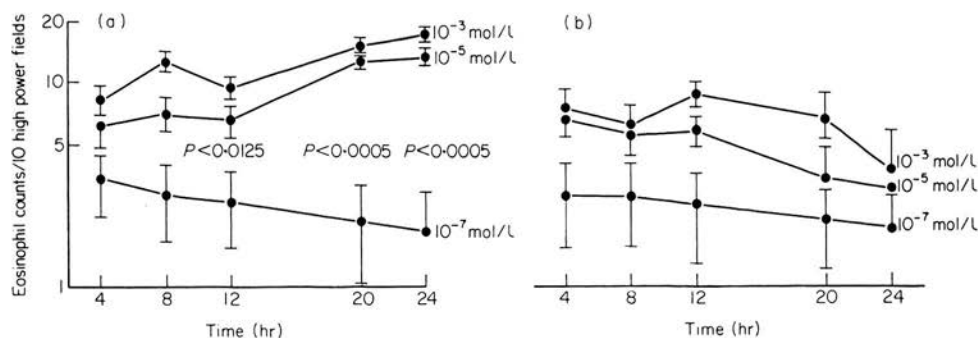 Eosinophil counts/10 high power fields
(a)
20
10
5
1
10⁻³ mol/l
10⁻⁵ mol/l
P<0·0125
P<0·0005
P<0·0005
10⁻⁷ mol/l
4
8
12
20
24
Time (hr)
(b)
10⁻³ mol/l
10⁻⁵ mol/l
10⁻⁷ mol/l
4
8
12
20
24
Time (hr)